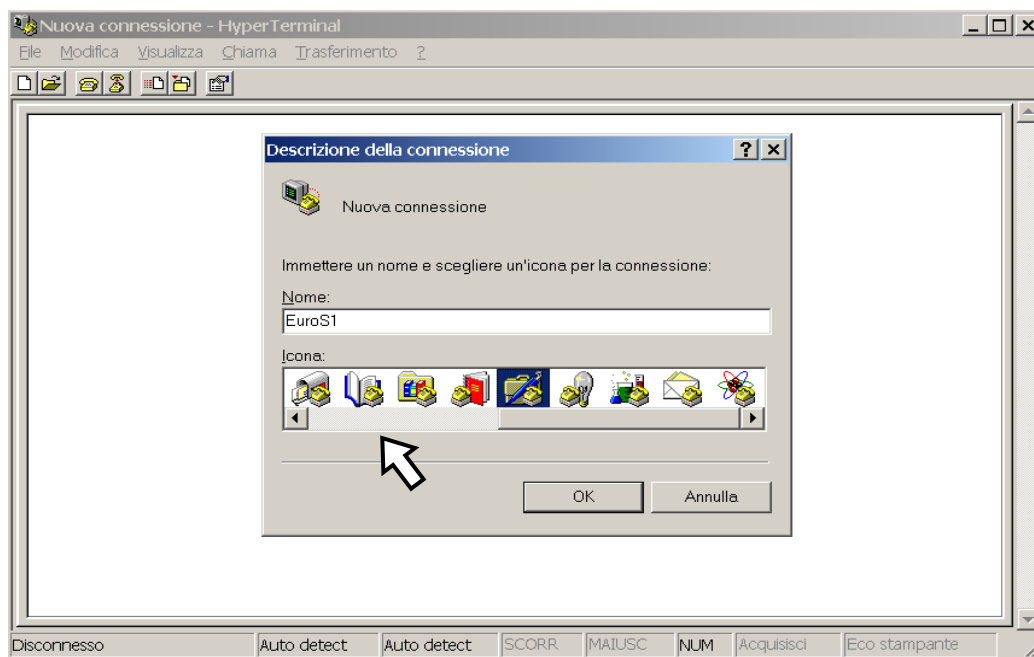 Nuova connessione - HyperTerminal
File Modifica Visualizza Chiama Trasferimento ?
Descrizione della connessione
Nuova connessione
Immettere un nome e scegliere un'icona per la connessione:
Nome:
EuroS1
Icona:
OK Annulla
Disconnesso Auto detect Auto detect SCORR MAIUSC NUM Acquisisci Eco stampante